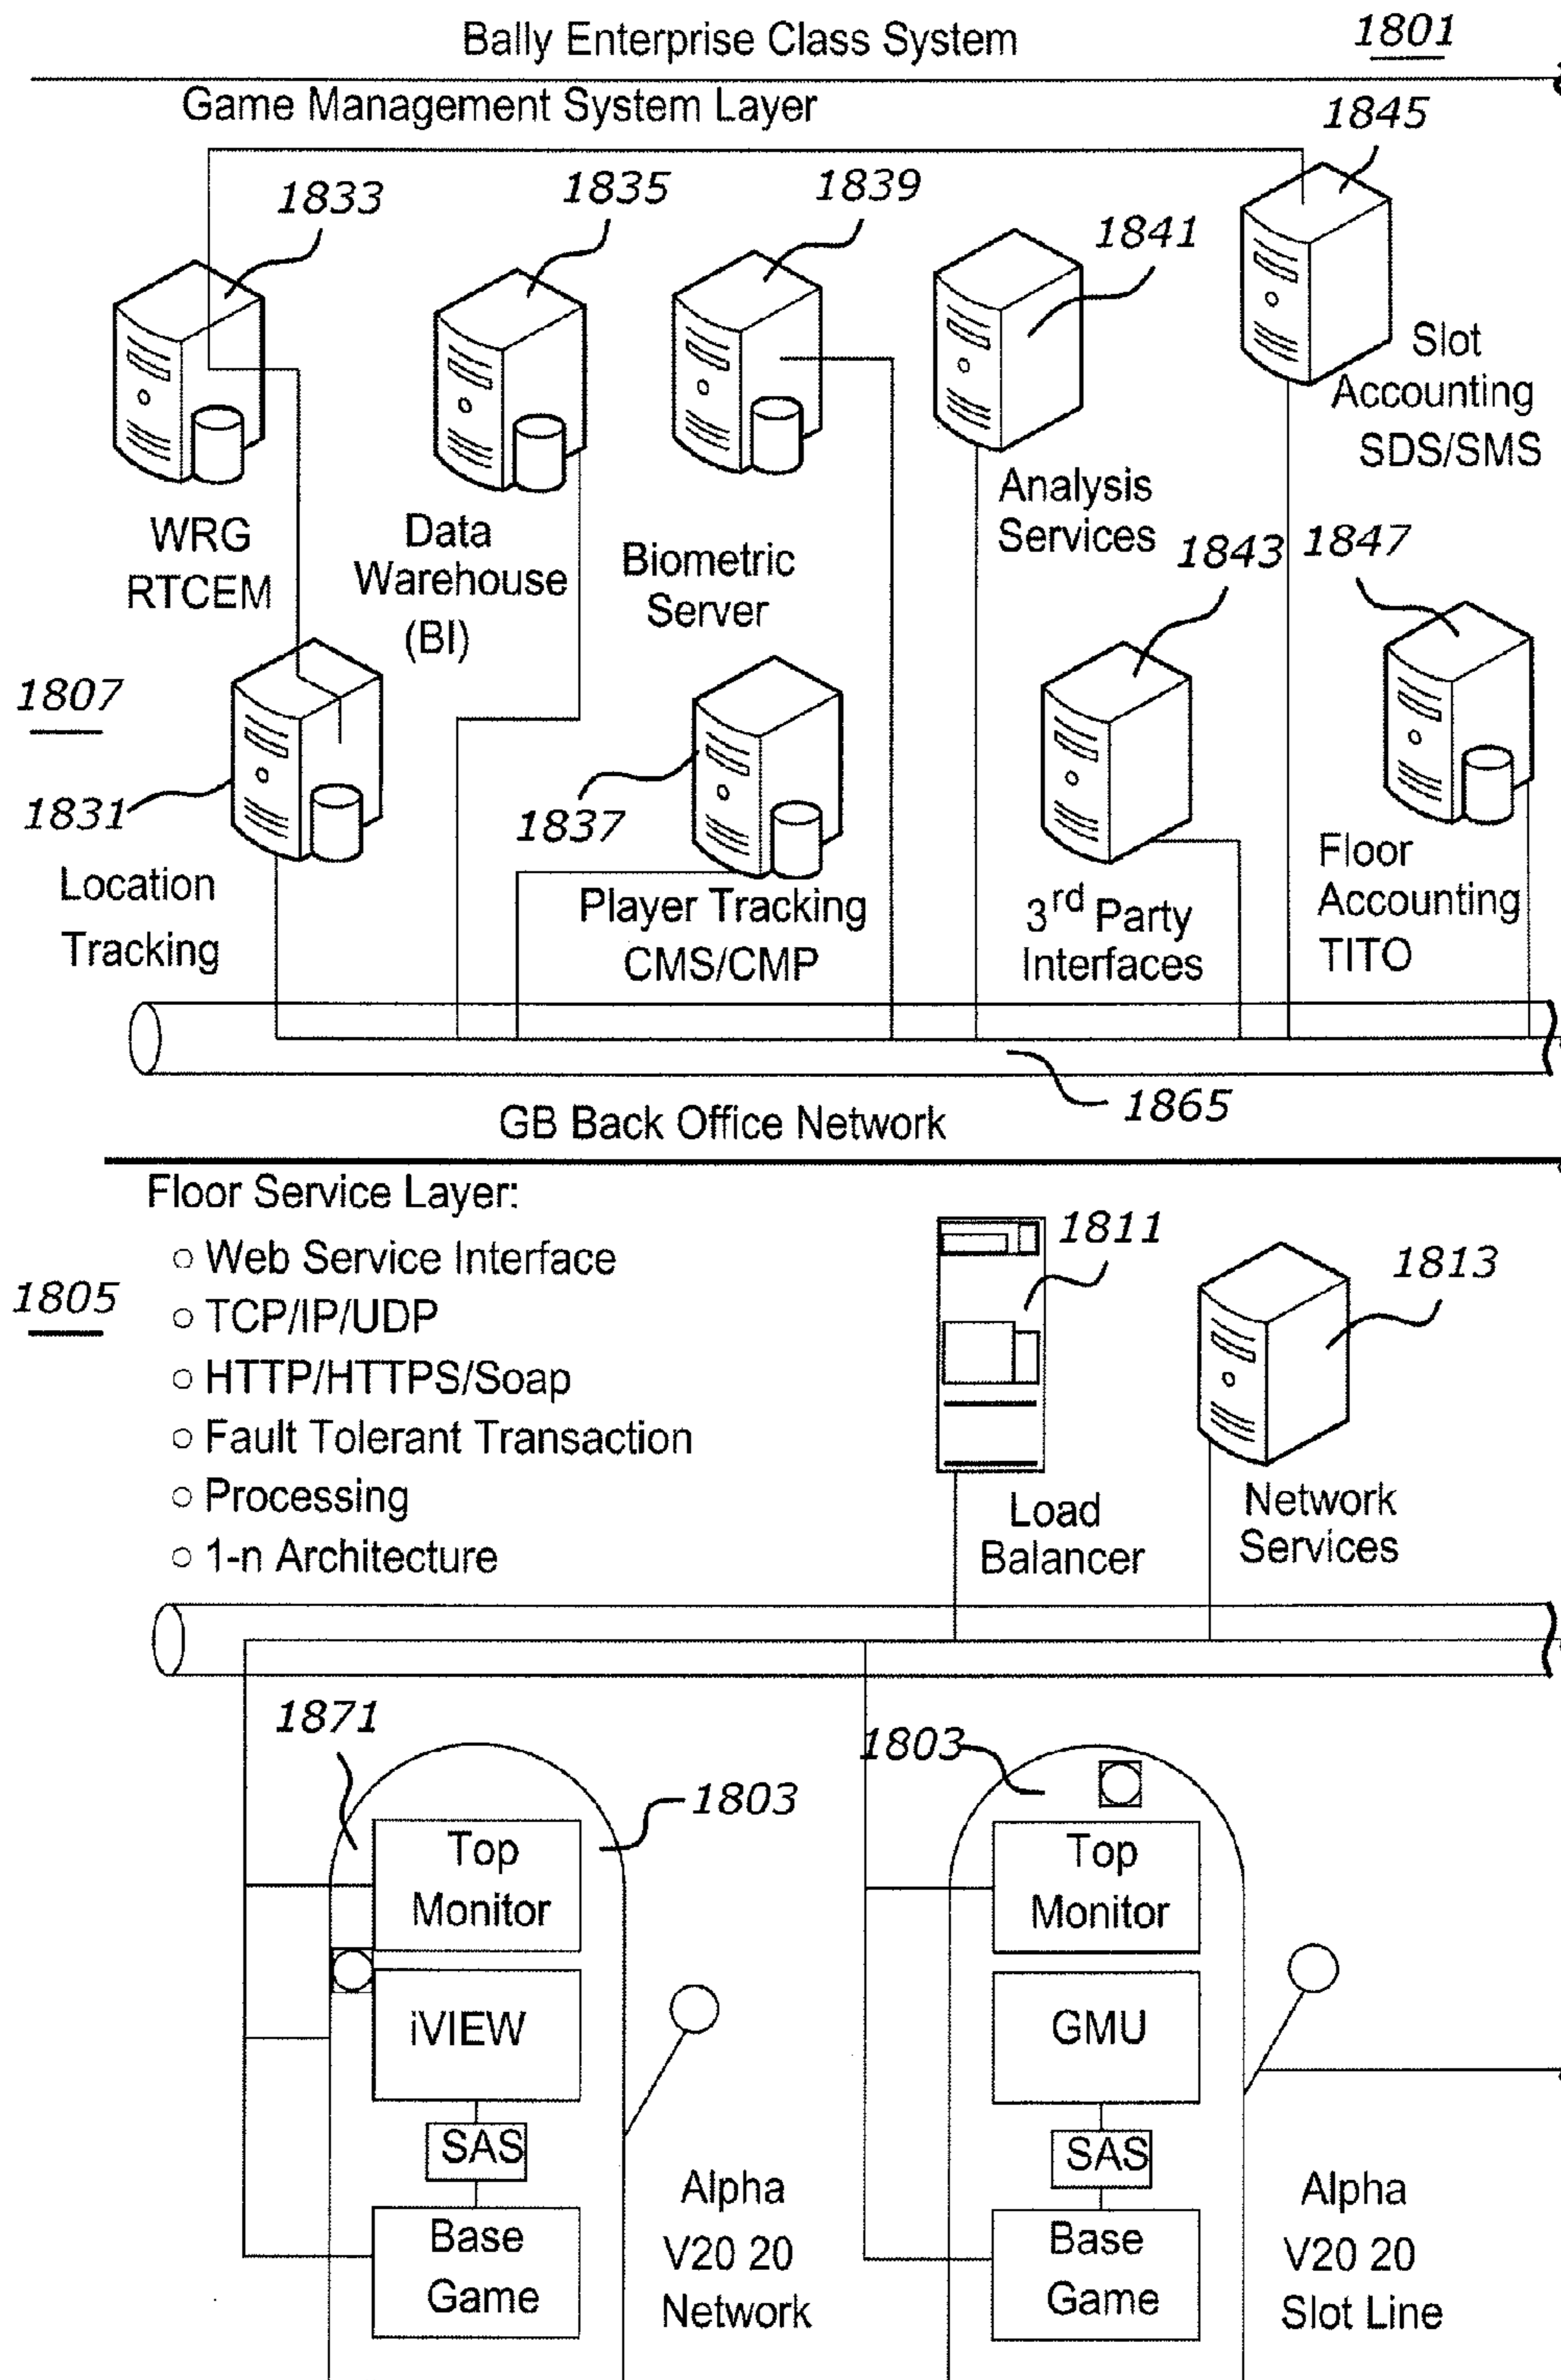 Bally Enterprise Class System
1801
Game Management System Layer
1845
1833
1835
1839
1841
Slot
Accounting
SDS/SMS
WRG
RTCEM
Data
Warehouse
(BI)
Biometric
Server
Analysis
Services
1843
1847
1807
1831
1837
Location
Tracking
Player Tracking
CMS/CMP
3rd Party
Interfaces
Floor
Accounting
TITO
1865
GB Back Office Network
Floor Service Layer:
○ Web Service Interface
○ TCP/IP/UDP
○ HTTP/HTTPS/Soap
○ Fault Tolerant Transaction
○ Processing
○ 1-n Architecture
1805
1811
1813
Load
Balancer
Network
Services
1871
1803
Top
Monitor
iVIEW
SAS
Base
Game
Alpha
V20 20
Network
1803
Top
Monitor
GMU
SAS
Base
Game
Alpha
V20 20
Slot Line